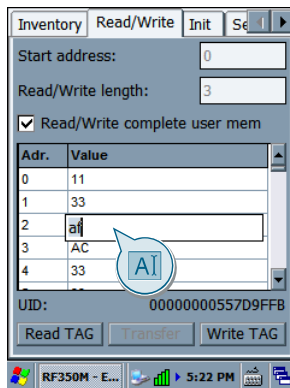 Inventory Read/Write Init Se
Start address: 0
Read/Write length: 3
Read/Write complete user mem
Adr. Value
0 11
1 33
2 af
3 AC
4 33
UID: 00000000557D9FFB
Read TAG Transfer Write TAG
RF350M - E... 5:22 PM